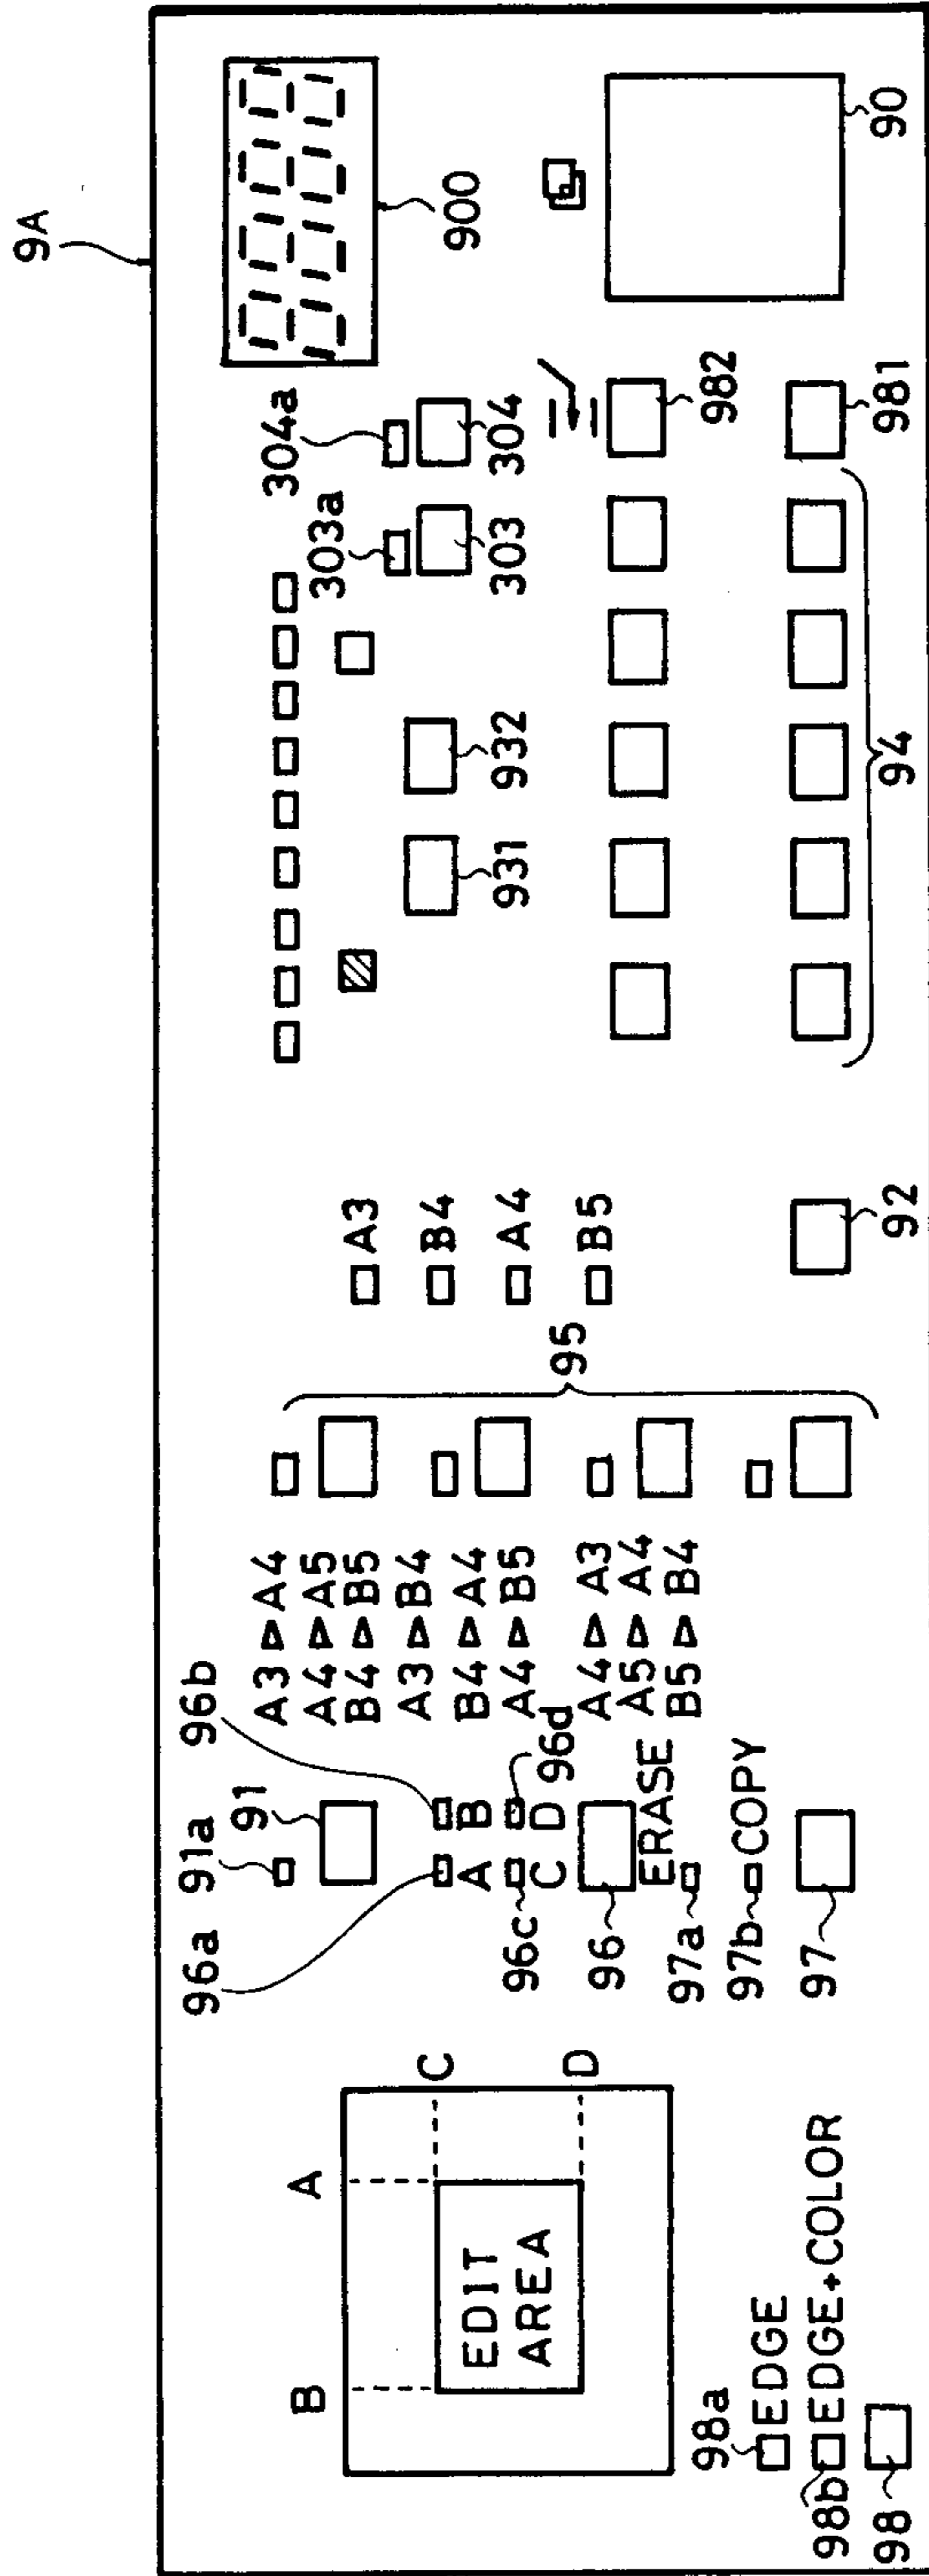 9A
91a
91
96a
96b
A
B
96c
C
D
96d
96
ERASE
97a
97b
COPY
97
A3 ▷ A4
A4 ▷ A5
B4 ▷ B5
A3 ▷ B4
B4 ▷ A4
A4 ▷ B5
A4 ▷ A3
A5 ▷ A4
B5 ▷ B4
95
A3
B4
A4
B5
92
931
932
94
303a
303
304a
304
982
981
8888
900
90
B
A
C
D
EDIT
AREA
98a
EDGE
98b
EDGE+COLOR
98